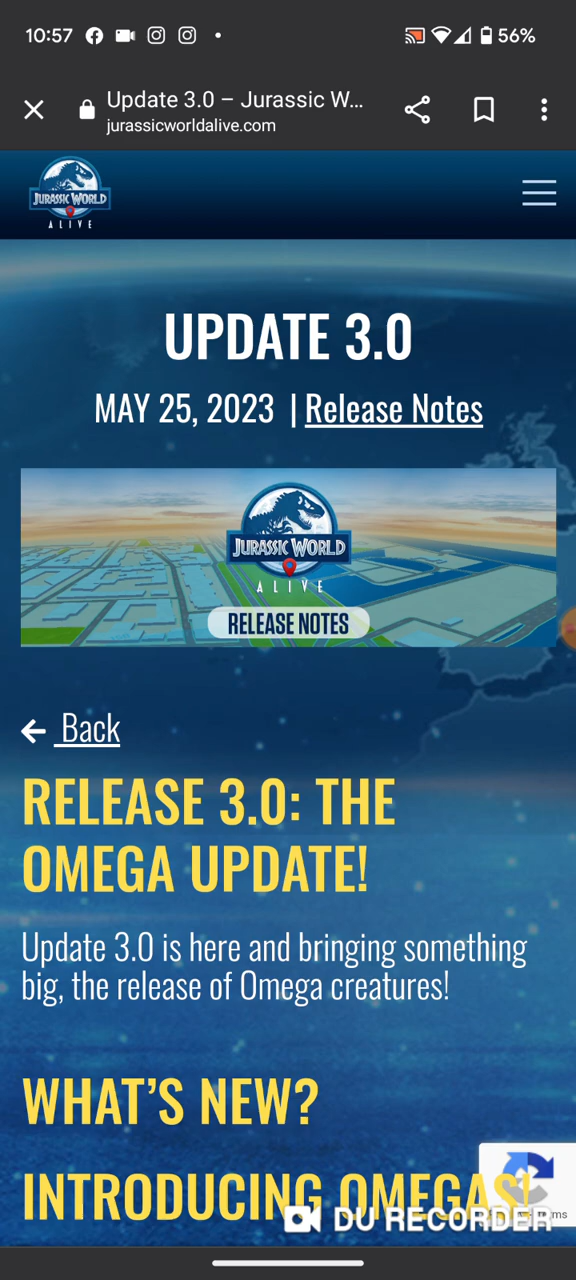 10:57
56%
Update 3.0 – Jurassic W...
jurassicworldalive.com
JURASSIC WORLD
ALIVE
UPDATE 3.0
MAY 25, 2023 | Release Notes
JURASSIC WORLD
ALIVE
RELEASE NOTES
Back
RELEASE 3.0: THE
OMEGA UPDATE!
Update 3.0 is here and bringing something
big, the release of Omega creatures!
WHAT'S NEW?
INTRODUCING OMEGAS!
DU RECORDER